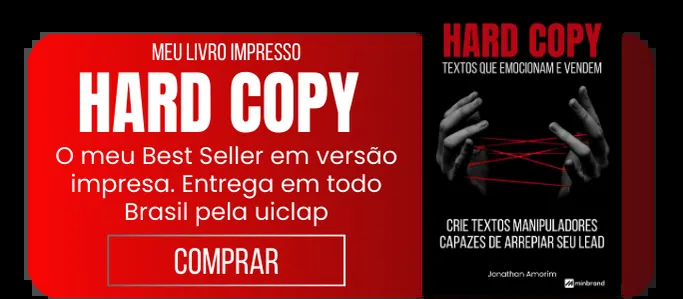 MEU LIVRO IMPRESSO
HARD COPY
O meu Best Seller em versão
impresa. Entrega em todo
Brasil pela uiclap
COMPRAR
HARD COPY
TEXTOS QUE EMOCIONAM E VENDEM
CRIE TEXTOS MANIPULADORES
CAPAZES DE ARREPIAR SEU LEAD
Jonathan Amorim
minbrand